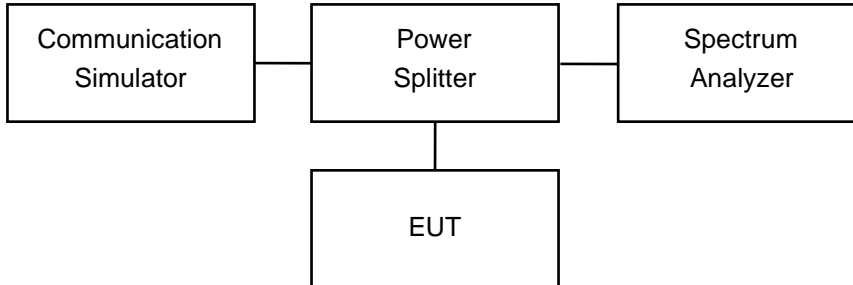 Communication
Simulator
Power
Splitter
Spectrum
Analyzer
EUT